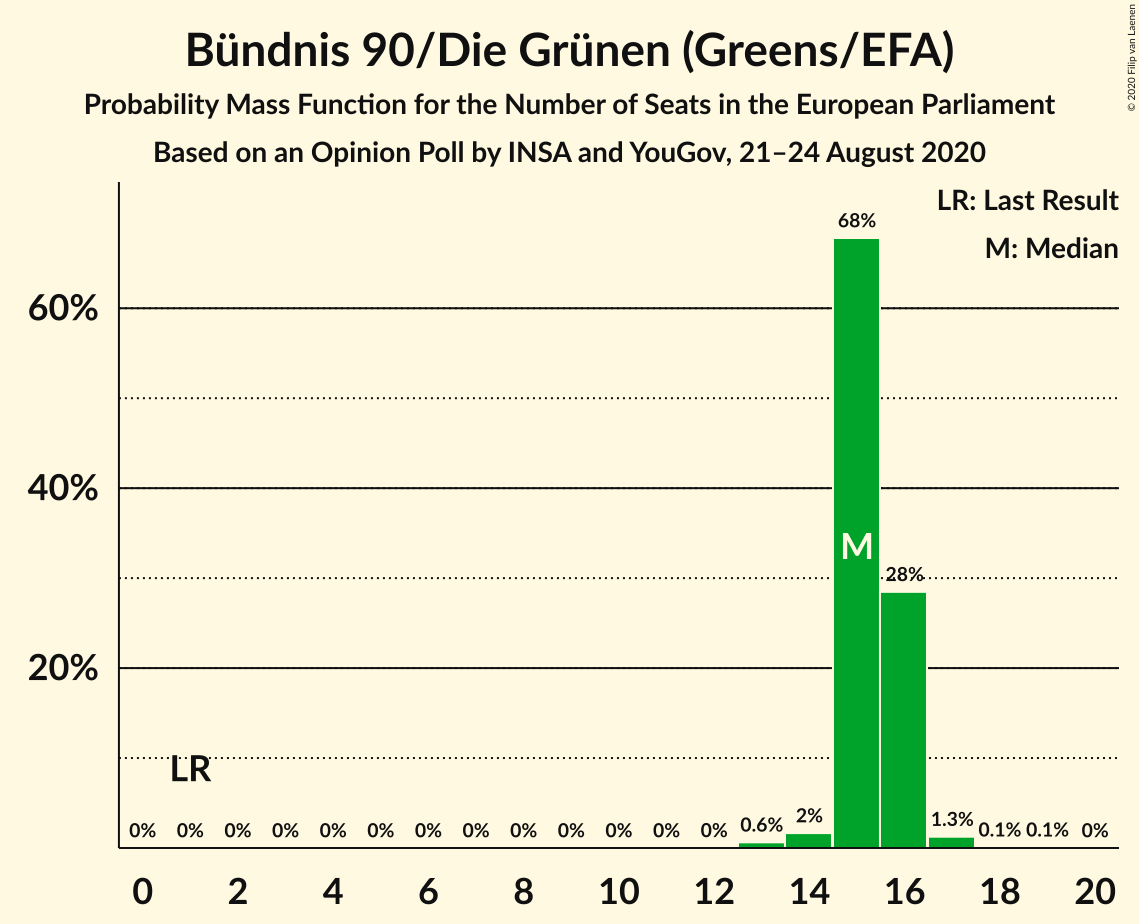 Bündnis 90/Die Grünen (Greens/EFA)
Probability Mass Function for the Number of Seats in the European Parliament
Based on an Opinion Poll by INSA and YouGov, 21–24 August 2020
© 2020 Filip van Laenen
LR: Last Result
M: Median
68%
60%
40%
M
28%
20%
LR
0% 0% 0% 0% 0% 0% 0% 0% 0% 0% 0% 0% 0% 0.6% 2% 1.3% 0.1% 0.1% 0%
0 2 4 6 8 10 12 14 16 18 20